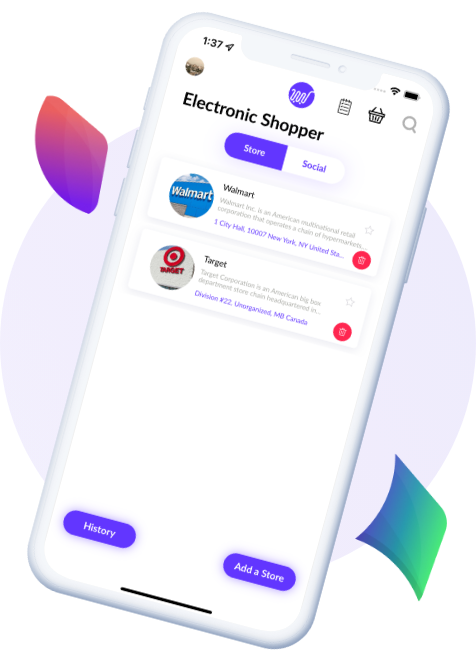 1:37
Electronic Shopper
Store
Social
Walmart
Walmart
Walmart Inc. is an American multinational retail
corporation that operates a chain of hypermarkets...
1 City Hall, 10007 New York, NY United Sta...
TARGET
Target
Target Corporation is an American big box
department store chain headquartered in...
Division #22, Unorganized, MB Canada
History
Add a Store